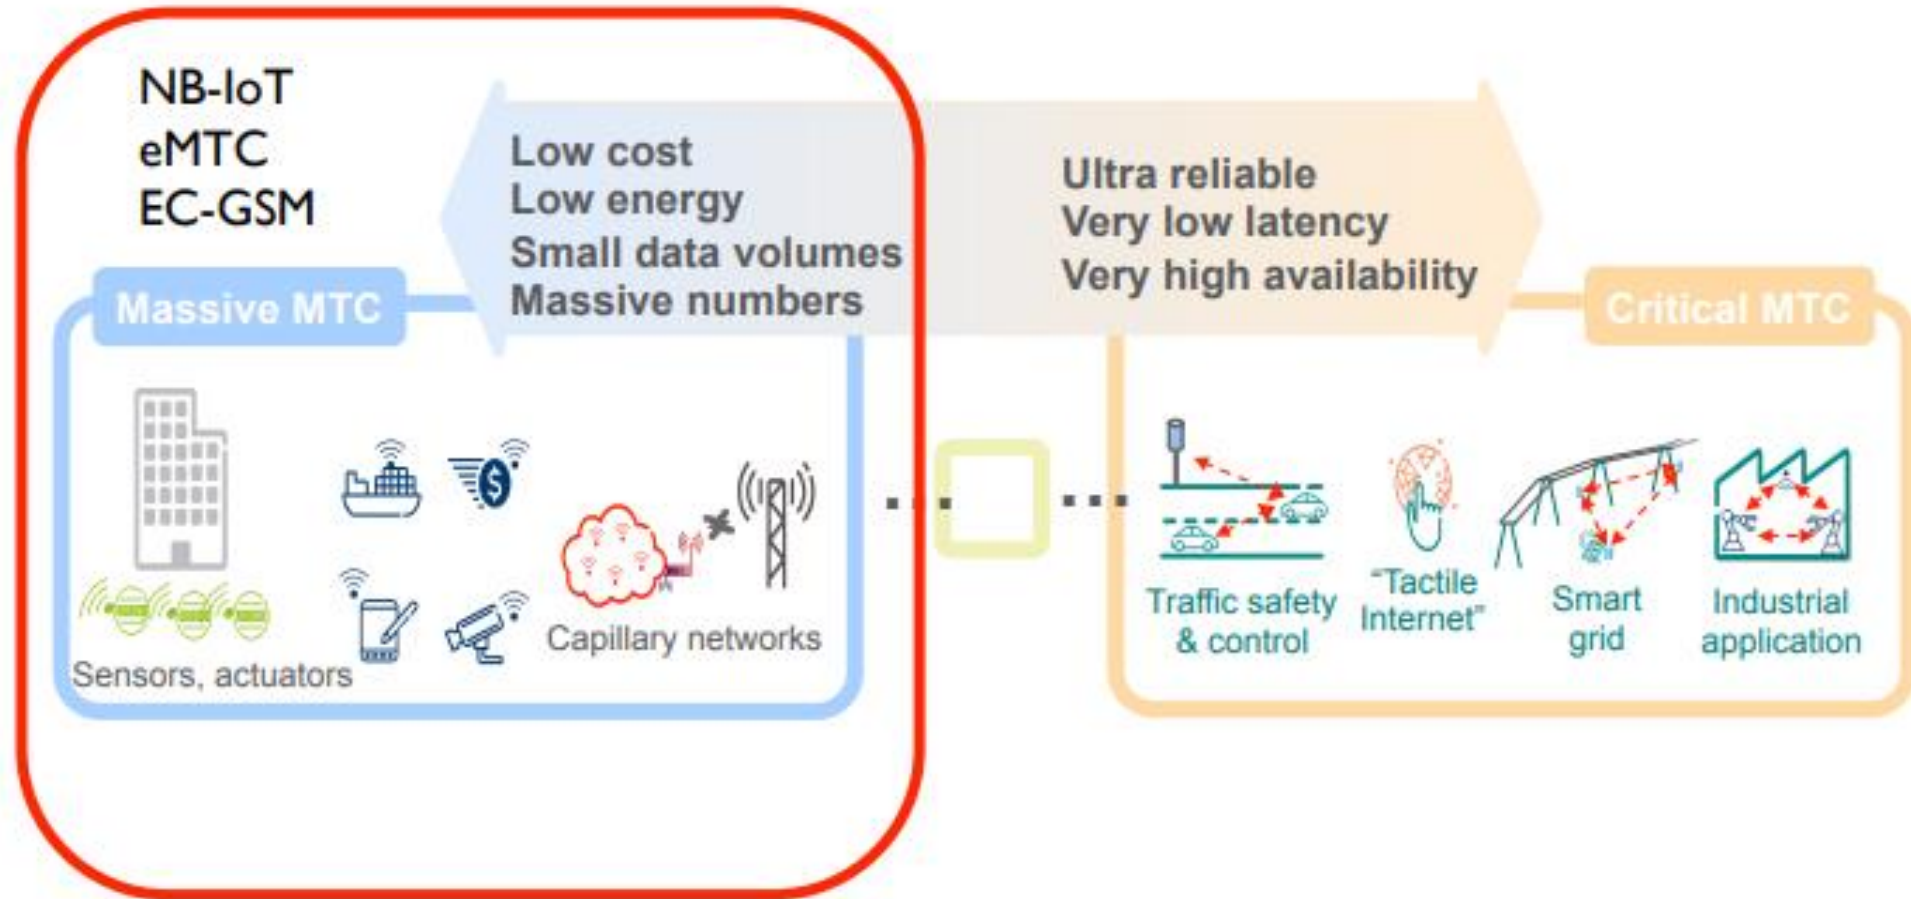 NB-IoT
eMTC
EC-GSM
Low cost
Low energy
Small data volumes
Massive numbers
Ultra reliable
Very low latency
Very high availability
Massive MTC
Critical MTC
$
Sensors, actuators
Capillary networks
Traffic safety
& control
"Tactile
Internet"
Smart
grid
Industrial
application